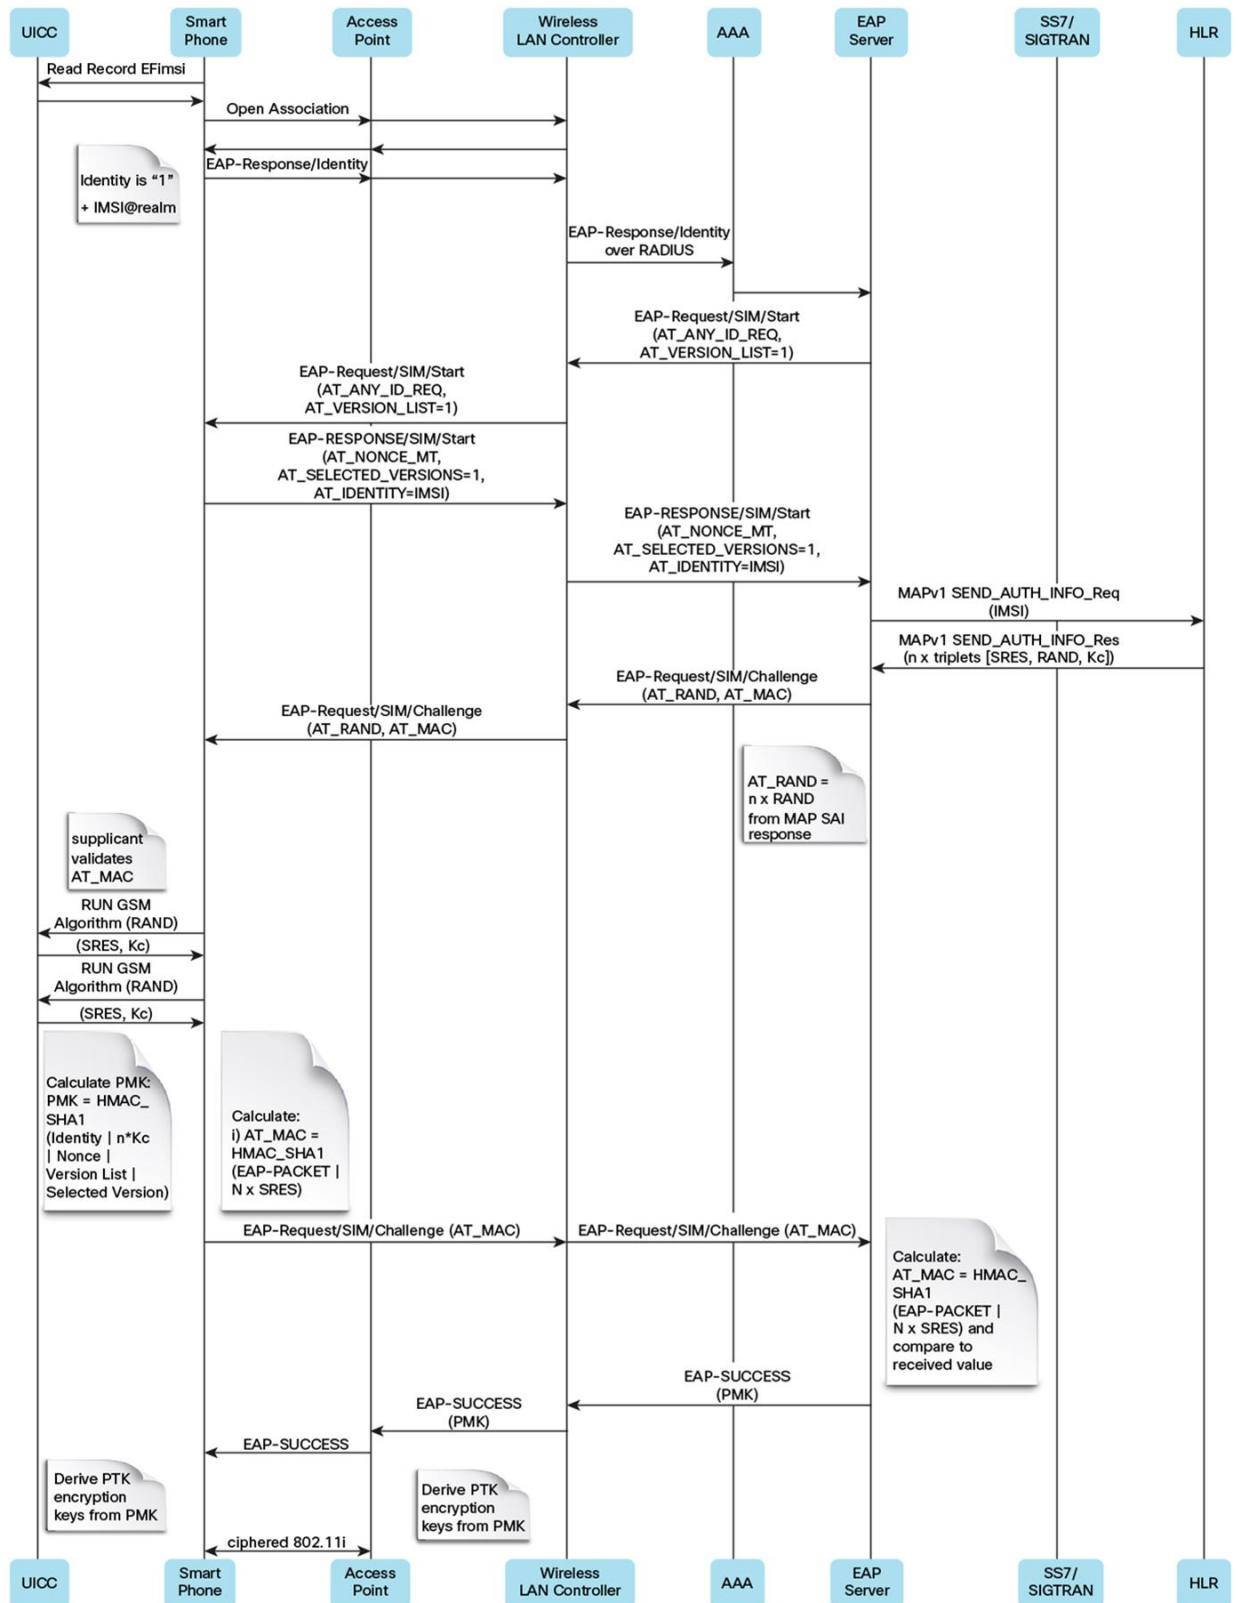 UICC
Smart
Phone
Access
Point
Wireless
LAN Controller
AAA
EAP
Server
SS7/
SIGTRAN
HLR
Read Record EFimsi
Open Association
EAP-Response/Identity
Identity is “1”
+ IMSI@realm
EAP-Response/Identity
over RADIUS
EAP-Request/SIM/Start
(AT_ANY_ID_REQ,
AT_VERSION_LIST=1)
EAP-Request/SIM/Start
(AT_ANY_ID_REQ,
AT_VERSION_LIST=1)
EAP-RESPONSE/SIM/Start
(AT_NONCE_MT,
AT_SELECTED_VERSIONS=1,
AT_IDENTITY=IMSI)
EAP-RESPONSE/SIM/Start
(AT_NONCE_MT,
AT_SELECTED_VERSIONS=1,
AT_IDENTITY=IMSI)
MAPv1 SEND_AUTH_INFO_Req
(IMSI)
MAPv1 SEND_AUTH_INFO_Res
(n x triplets [SRES, RAND, Kc])
EAP-Request/SIM/Challenge
(AT_RAND, AT_MAC)
EAP-Request/SIM/Challenge
(AT_RAND, AT_MAC)
AT_RAND =
n x RAND
from MAP SAI
response
supplicant
validates
AT_MAC
RUN GSM
Algorithm (RAND)
(SRES, Kc)
RUN GSM
Algorithm (RAND)
(SRES, Kc)
Calculate PMK:
PMK = HMAC_
SHA1
(Identity | n*Kc
| Nonce |
Version List |
Selected Version)
Calculate:
i) AT_MAC =
HMAC_SHA1
(EAP-PACKET |
N x SRES)
EAP-Request/SIM/Challenge (AT_MAC)
EAP-Request/SIM/Challenge (AT_MAC)
Calculate:
AT_MAC = HMAC_
SHA1
(EAP-PACKET |
N x SRES) and
compare to
received value
EAP-SUCCESS
(PMK)
EAP-SUCCESS
(PMK)
EAP-SUCCESS
Derive PTK
encryption
keys from PMK
Derive PTK
encryption
keys from PMK
ciphered 802.11i
UICC
Smart
Phone
Access
Point
Wireless
LAN Controller
AAA
EAP
Server
SS7/
SIGTRAN
HLR